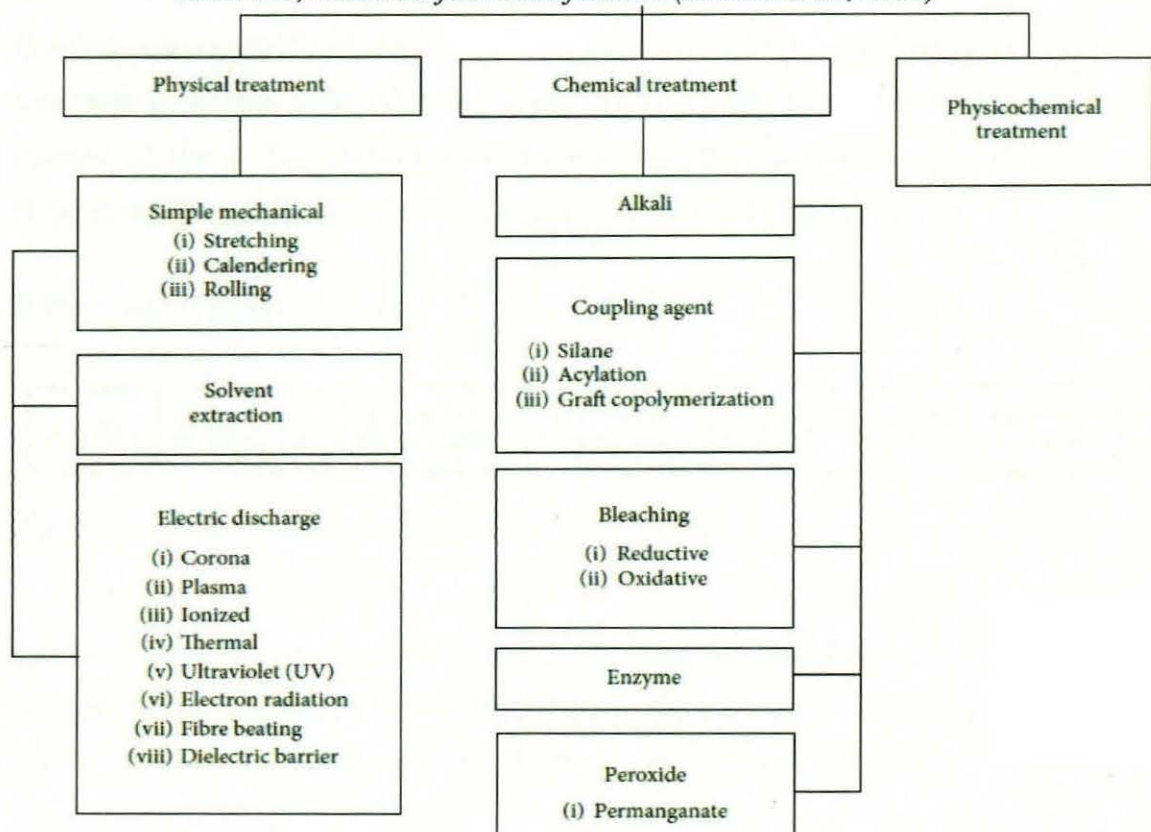 Physical treatment
Chemical treatment
Physicochemical
treatment
Simple mechanical
(i) Stretching
(ii) Calendering
(iii) Rolling
Solvent
extraction
Electric discharge
(i) Corona
(ii) Plasma
(iii) Ionized
(iv) Thermal
(v) Ultraviolet (UV)
(vi) Electron radiation
(vii) Fibre beating
(viii) Dielectric barrier
Alkali
Coupling agent
(i) Silane
(ii) Acylation
(iii) Graft copolymerization
Bleaching
(i) Reductive
(ii) Oxidative
Enzyme
Peroxide
(i) Permanganate